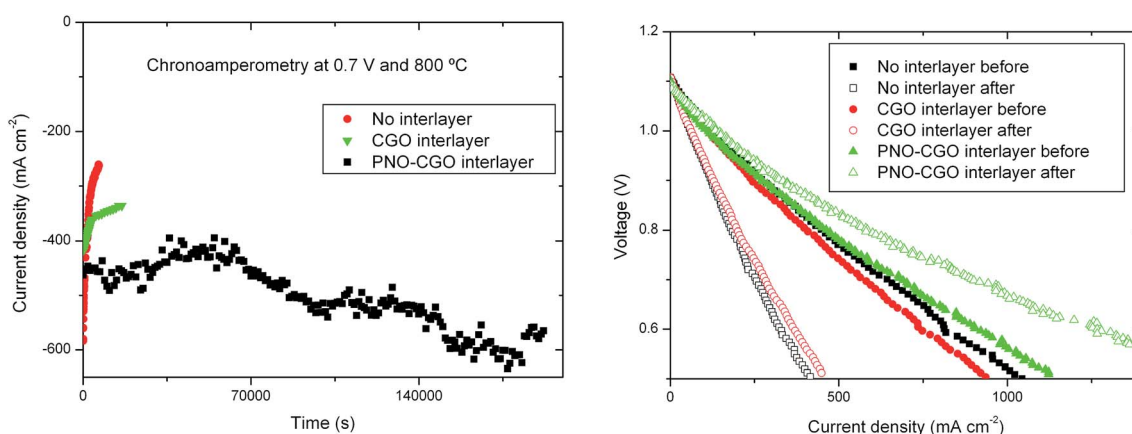 Chronoamperometry at 0.7 V and 800 ºC
No interlayer
CGO interlayer
PNO-CGO interlayer
0
-200
-400
-600
Current density (mA cm-2)
0
70000
140000
Time (s)
No interlayer before
No interlayer after
CGO interlayer before
CGO interlayer after
PNO-CGO interlayer before
PNO-CGO interlayer after
1.2
1.0
0.8
0.6
Voltage (V)
0
500
1000
Current density (mA cm-2)